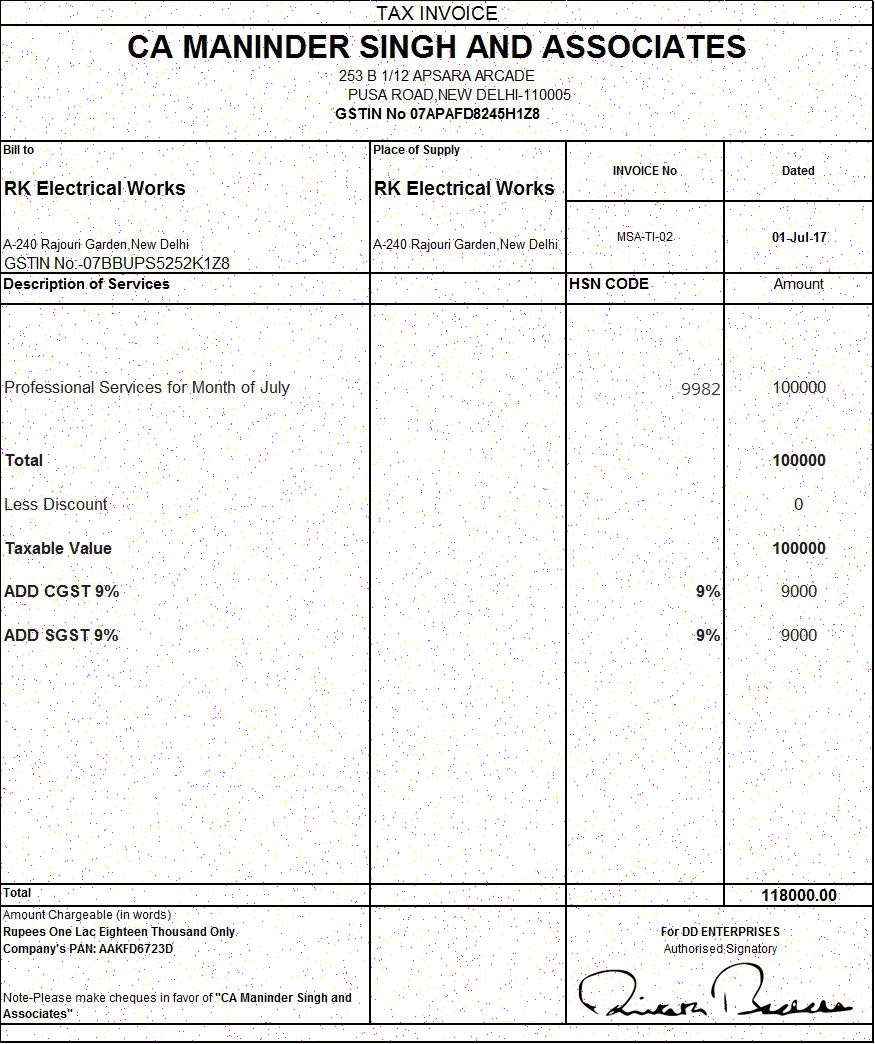 TAX INVOICE
CA MANINDER SINGH AND ASSOCIATES
253 B 1/12 APSARA ARCADE
PUSA ROAD,NEW DELHI-110005
GSTIN No 07APAFD8245H1Z8
Bill to
RK Electrical Works
A-240 Rajouri Garden,New Delhi
GSTIN No:-07BBUPS5252K1Z8
Place of Supply
RK Electrical Works
A-240 Rajouri Garden,New Delhi
INVOICE No Dated
MSA-TI-02 01-Jul-17
Description of Services HSN CODE Amount
Professional Services for Month of July 9982 100000
Total 100000
Less Discount 0
Taxable Value 100000
ADD CGST 9% 9% 9000
ADD SGST 9% 9% 9000
Total 118000.00
Amount Chargeable (in words)
Rupees One Lac Eighteen Thousand Only
Company's PAN: AAKFD6723D
Note-Please make cheques in favor of "CA Maninder Singh and
Associates"
For DD ENTERPRISES
Authorised Signatory